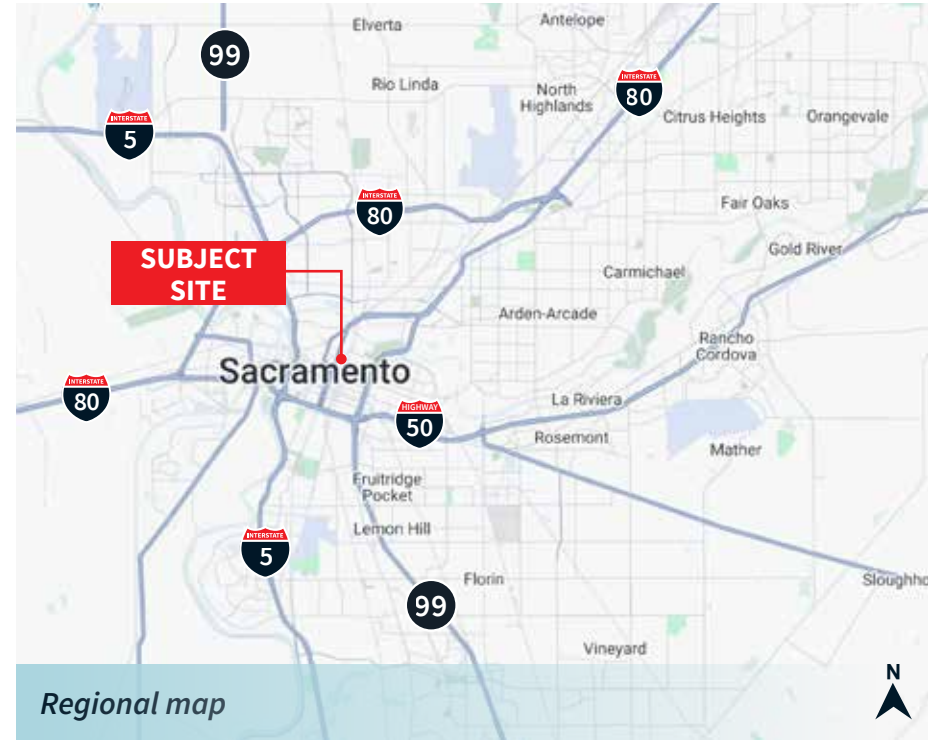 Elverta
Antelope
99
Rio Linda
North
Highlands
INTERSTATE
80
Citrus Heights
Orangevale
INTERSTATE
5
INTERSTATE
80
Fair Oaks
SUBJECT
SITE
Gold River
Carmichael
Arden-Arcade
Rancho
Cordova
Sacramento
INTERSTATE
80
La Riviera
HIGHWAY
50
Rosemont
Mather
Fruitridge
Pocket
Lemon Hill
INTERSTATE
5
Florin
Sloughho
99
Vineyard
N
Regional map